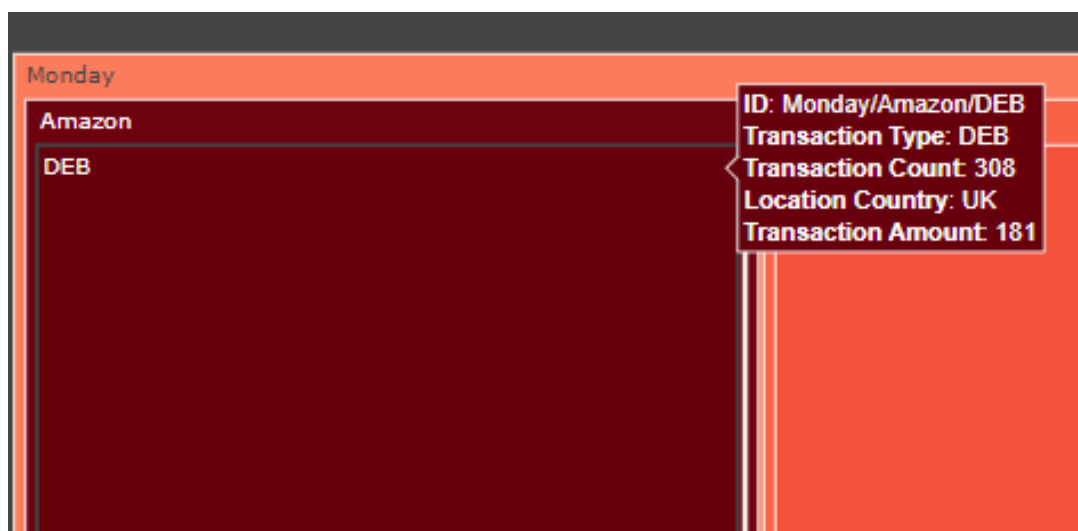 Monday
Amazon
DEB
ID: Monday/Amazon/DEB
Transaction Type: DEB
Transaction Count: 308
Location Country: UK
Transaction Amount: 181